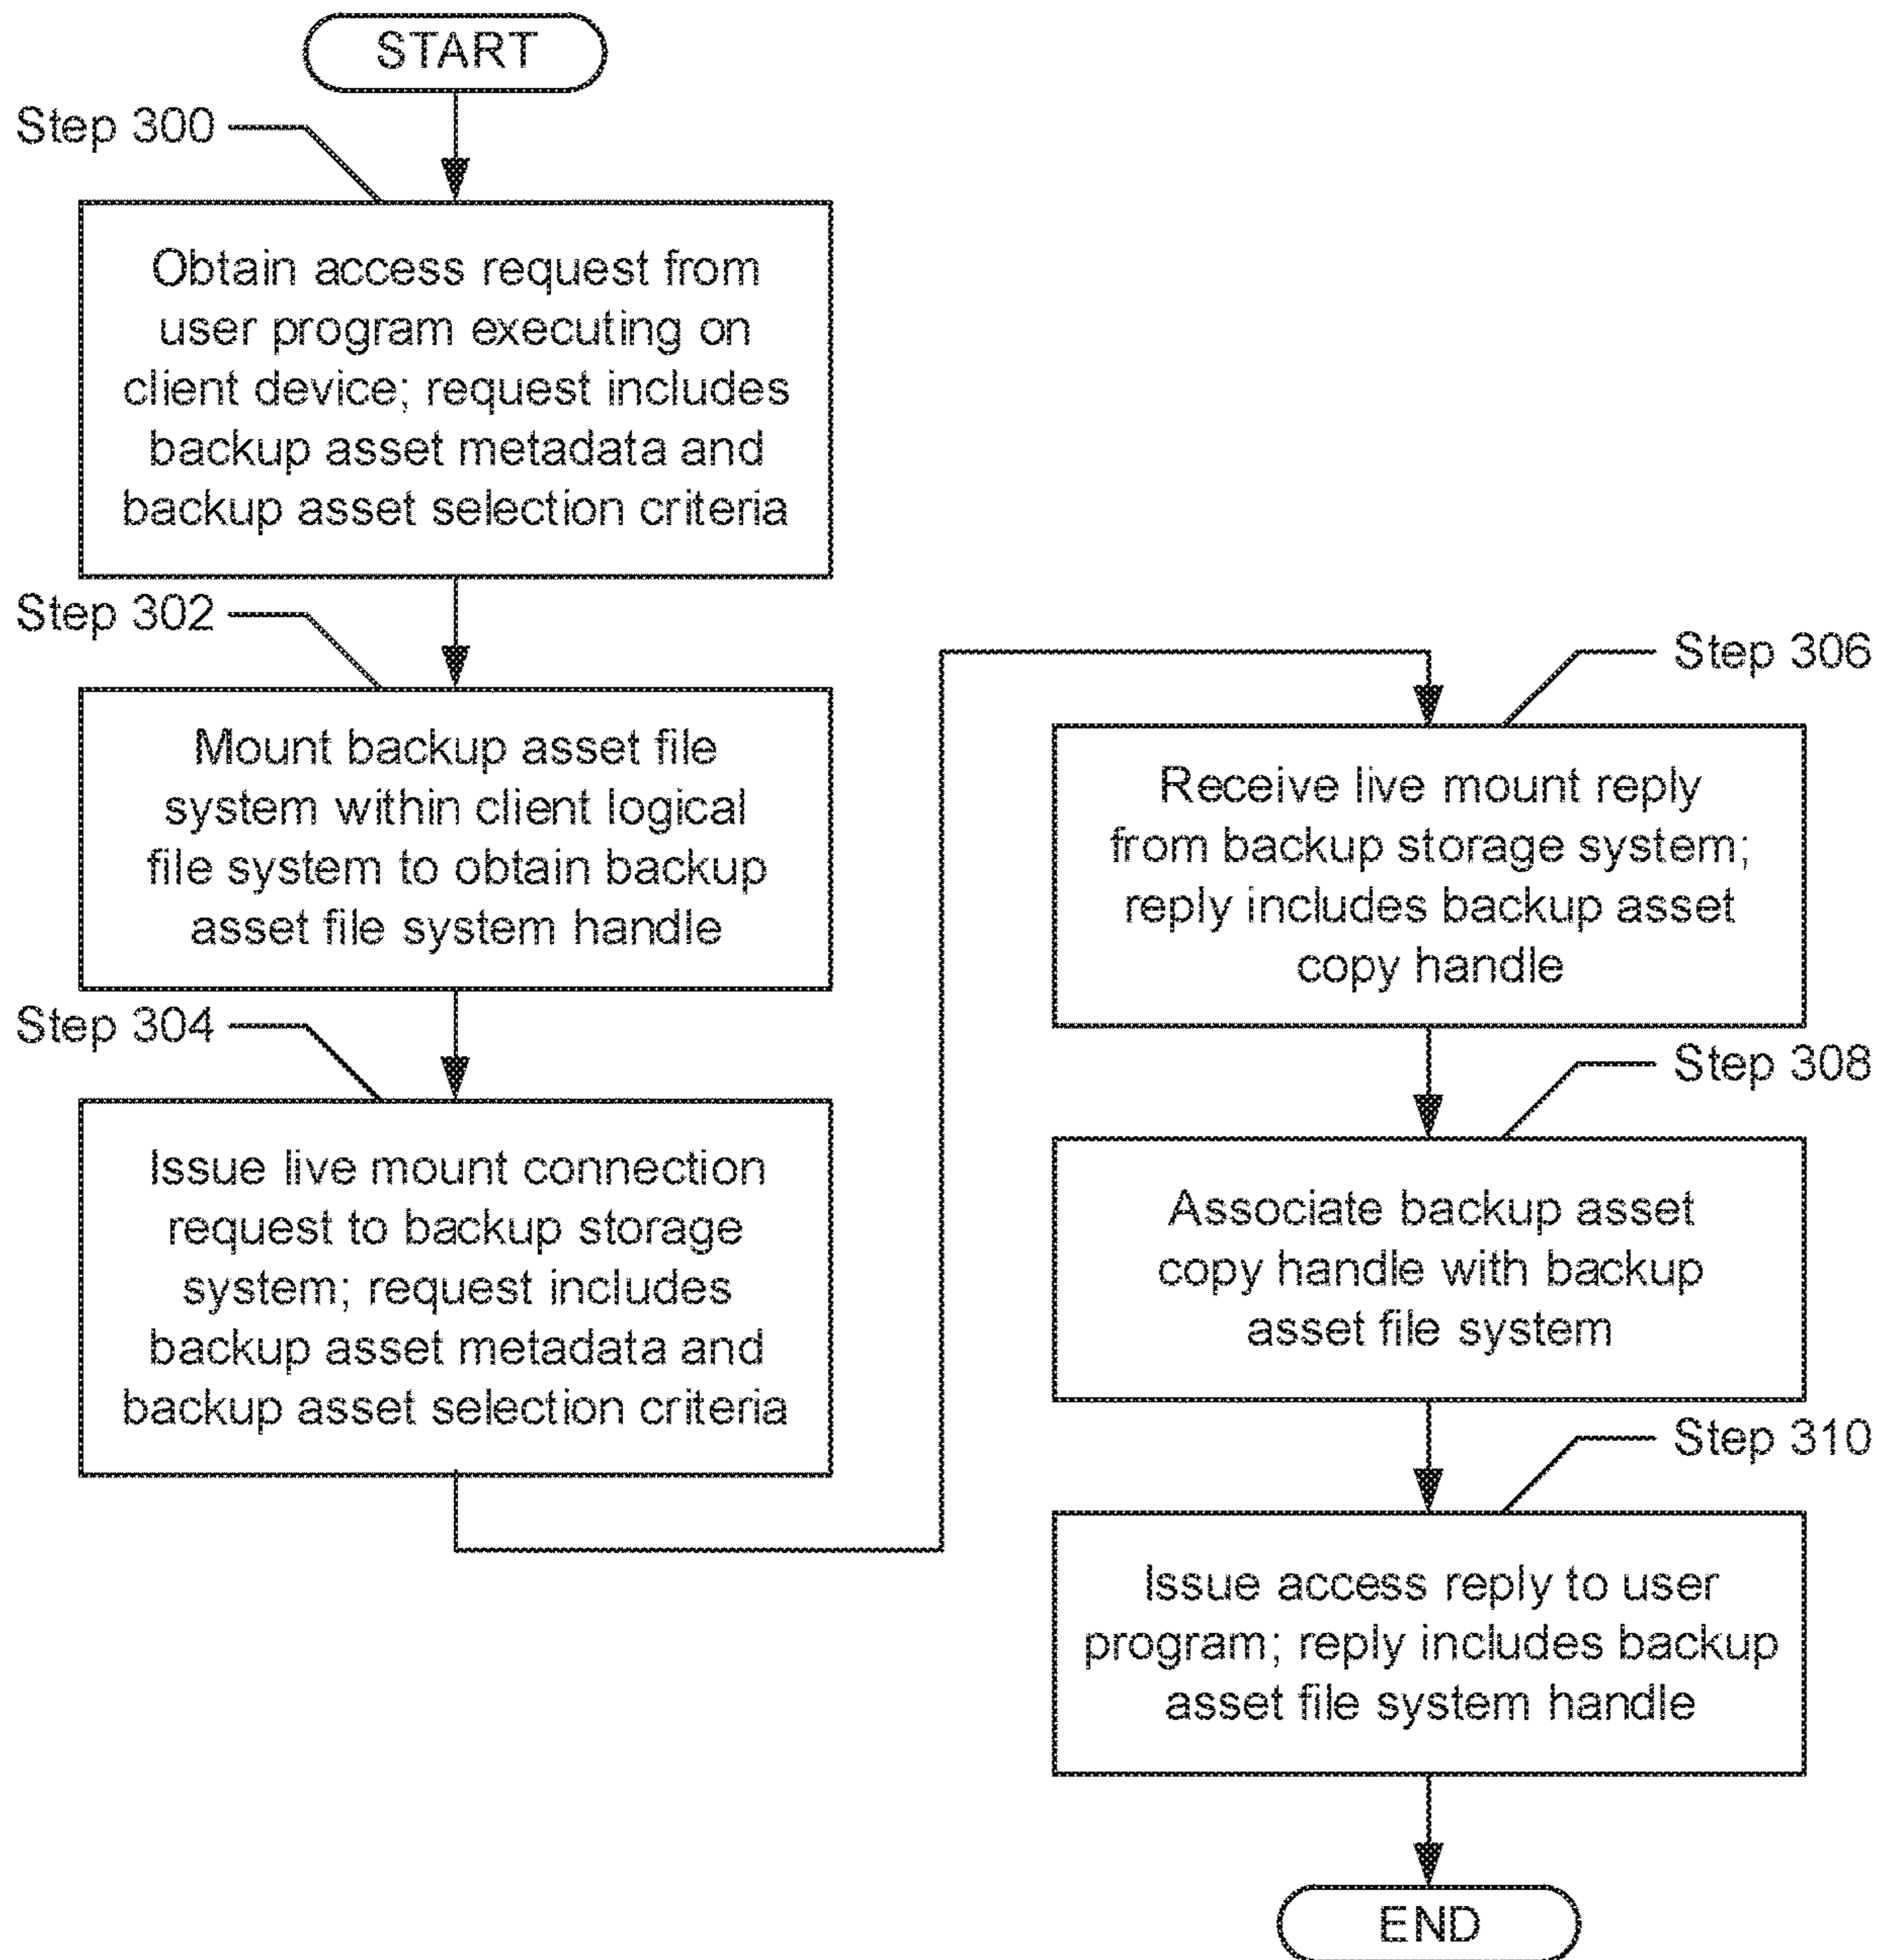 START
Step 300
Obtain access request from
user program executing on
client device; request includes
backup asset metadata and
backup asset selection criteria
Step 302
Mount backup asset file
system within client logical
file system to obtain backup
asset file system handle
Step 304
Issue live mount connection
request to backup storage
system; request includes
backup asset metadata and
backup asset selection criteria
Step 306
Receive live mount reply
from backup storage system;
reply includes backup asset
copy handle
Step 308
Associate backup asset
copy handle with backup
asset file system
Step 310
Issue access reply to user
program; reply includes backup
asset file system handle
END